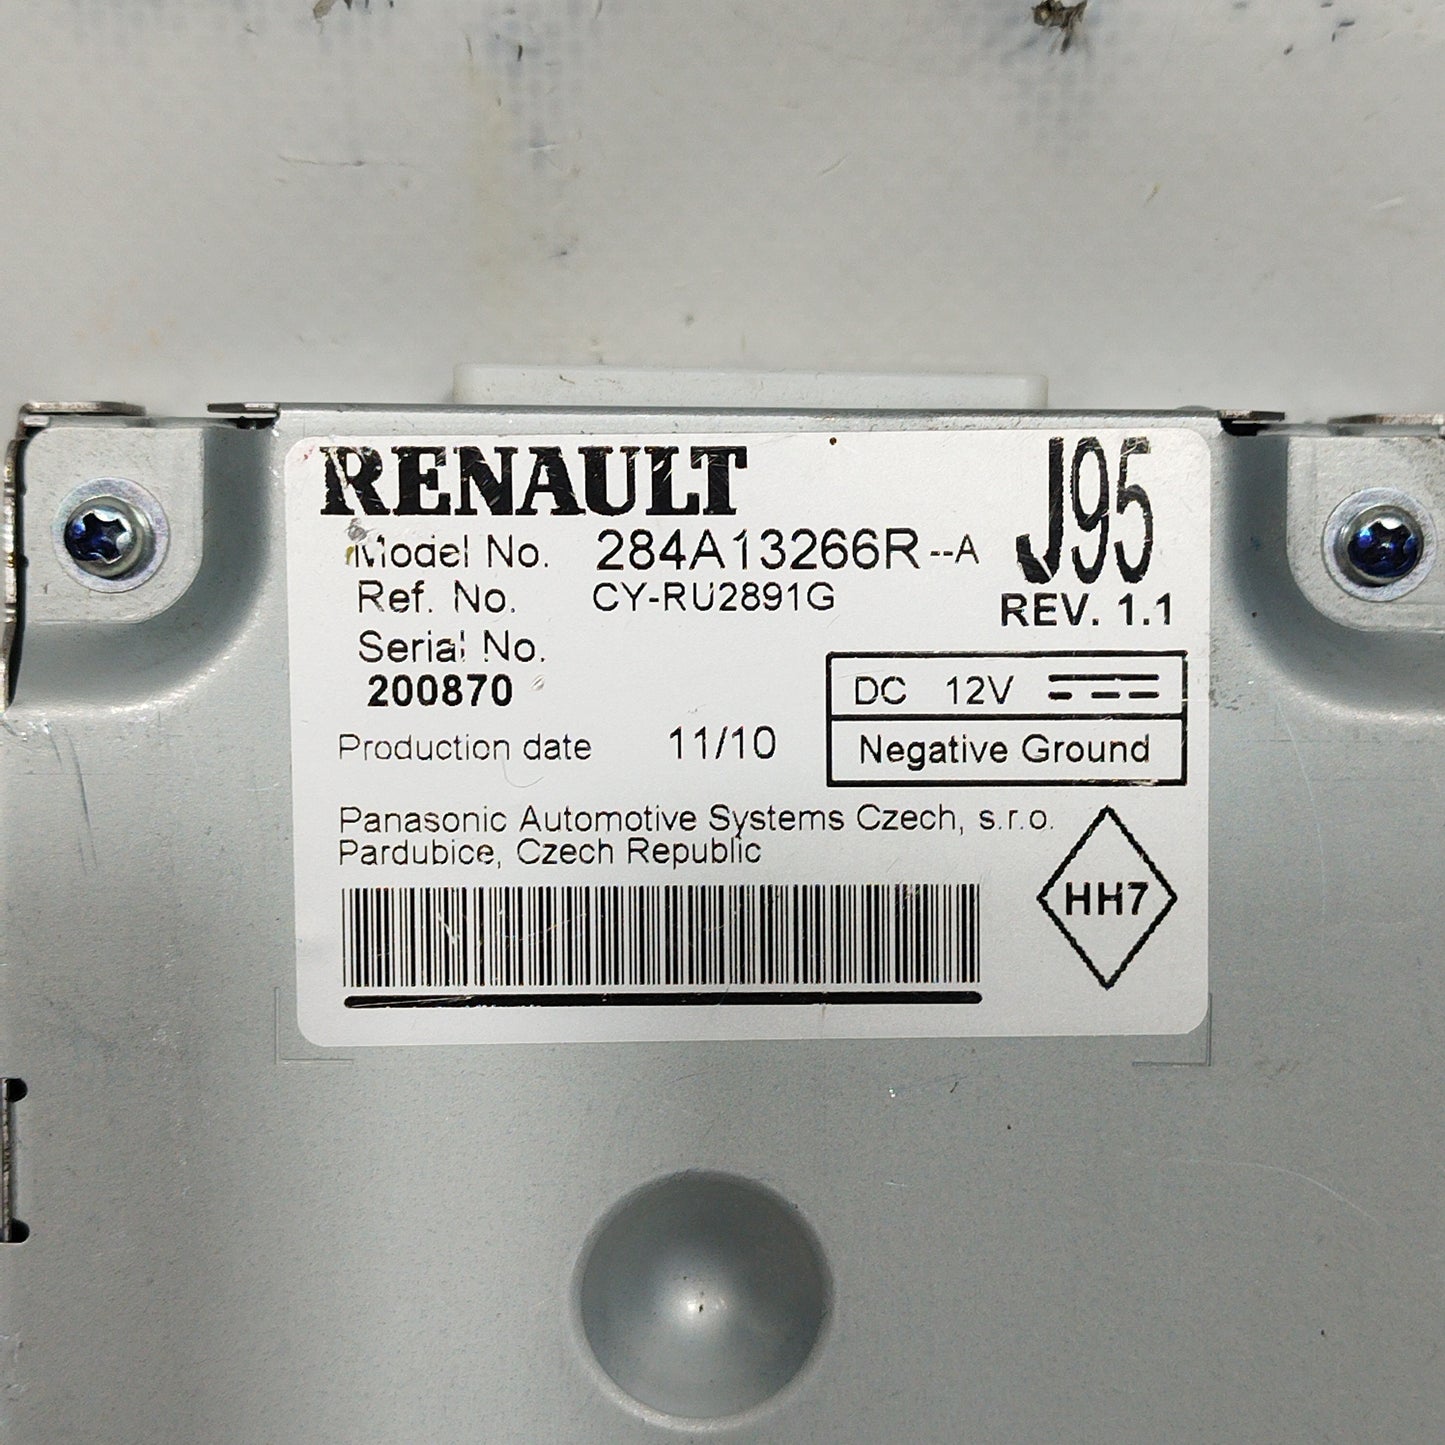 RENAULT
J95
Model No. 284A13266R--A
Ref. No. CY-RU2891G
REV. 1.1
Serial No.
200870
DC 12V
Production date 11/10
Negative Ground
Panasonic Automotive Systems Czech, s.r.o.
Pardubice, Czech Republic
HH7